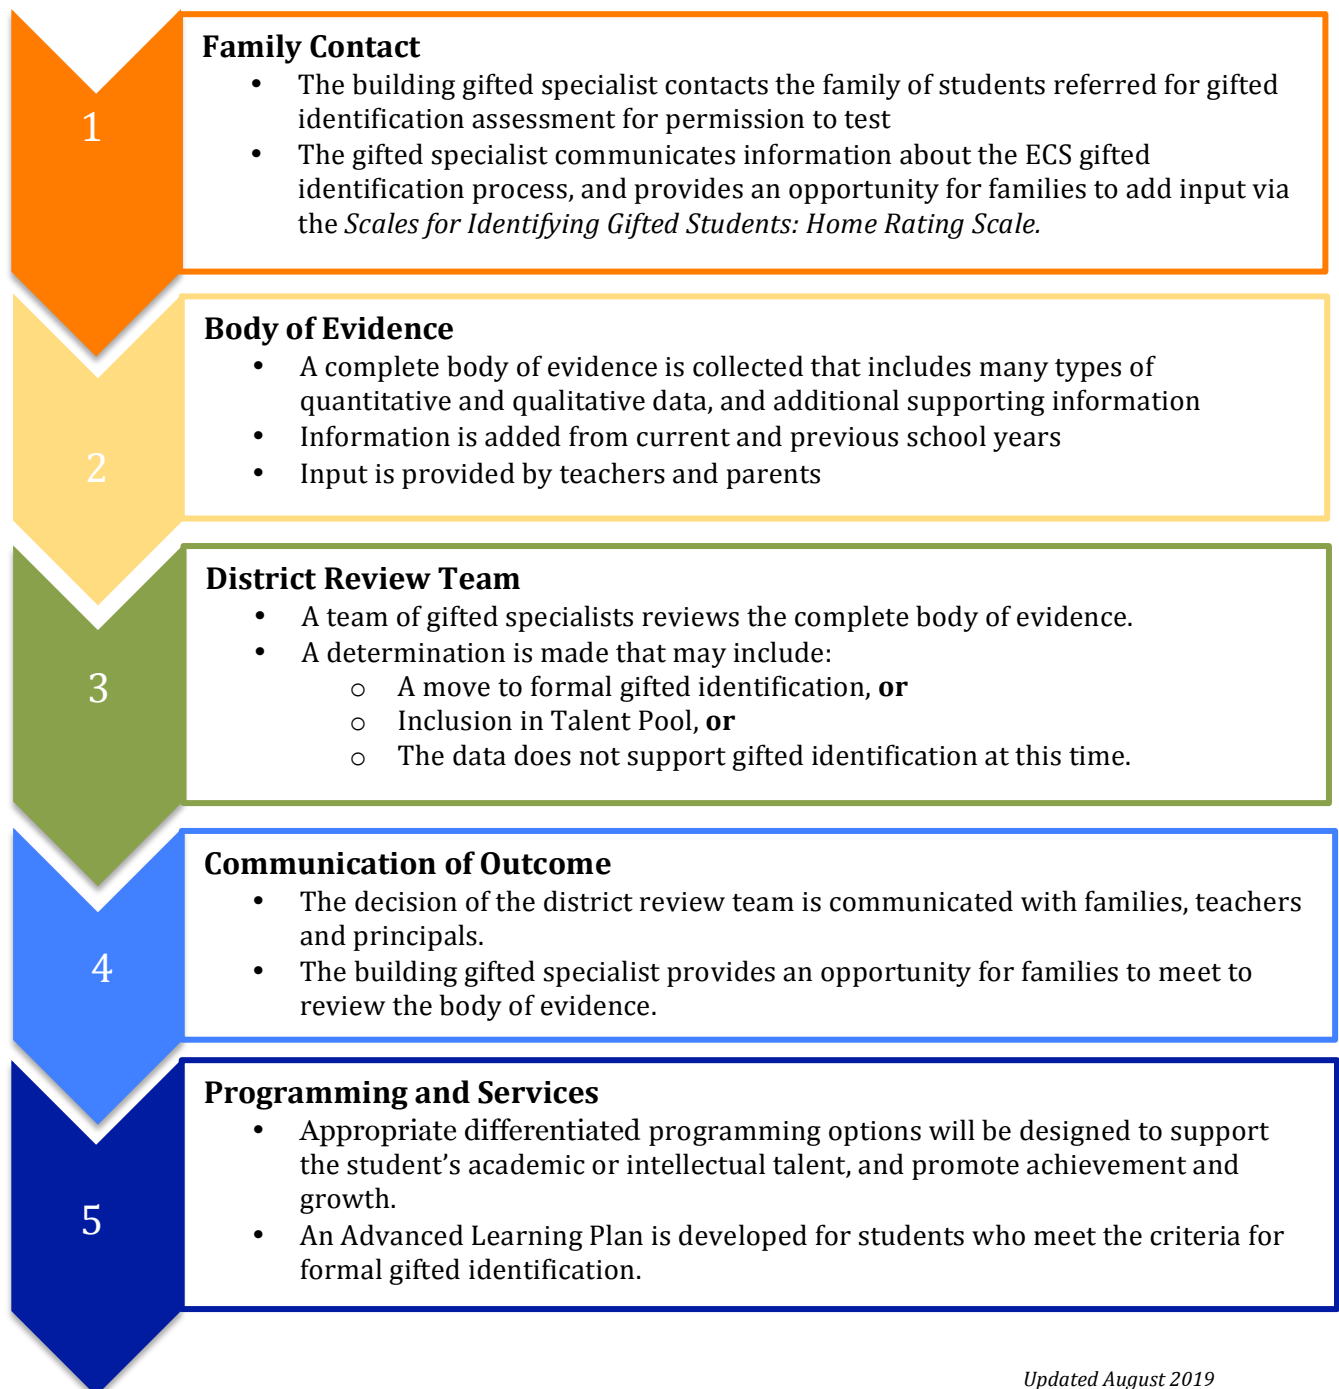 1
Family Contact
• The building gifted specialist contacts the family of students referred for gifted
identification assessment for permission to test
• The gifted specialist communicates information about the ECS gifted
identification process, and provides an opportunity for families to add input via
the Scales for Identifying Gifted Students: Home Rating Scale.
2
Body of Evidence
• A complete body of evidence is collected that includes many types of
quantitative and qualitative data, and additional supporting information
• Information is added from current and previous school years
• Input is provided by teachers and parents
3
District Review Team
• A team of gifted specialists reviews the complete body of evidence.
• A determination is made that may include:
o A move to formal gifted identification, or
o Inclusion in Talent Pool, or
o The data does not support gifted identification at this time.
4
Communication of Outcome
• The decision of the district review team is communicated with families, teachers
and principals.
• The building gifted specialist provides an opportunity for families to meet to
review the body of evidence.
5
Programming and Services
• Appropriate differentiated programming options will be designed to support
the student’s academic or intellectual talent, and promote achievement and
growth.
• An Advanced Learning Plan is developed for students who meet the criteria for
formal gifted identification.
Updated August 2019